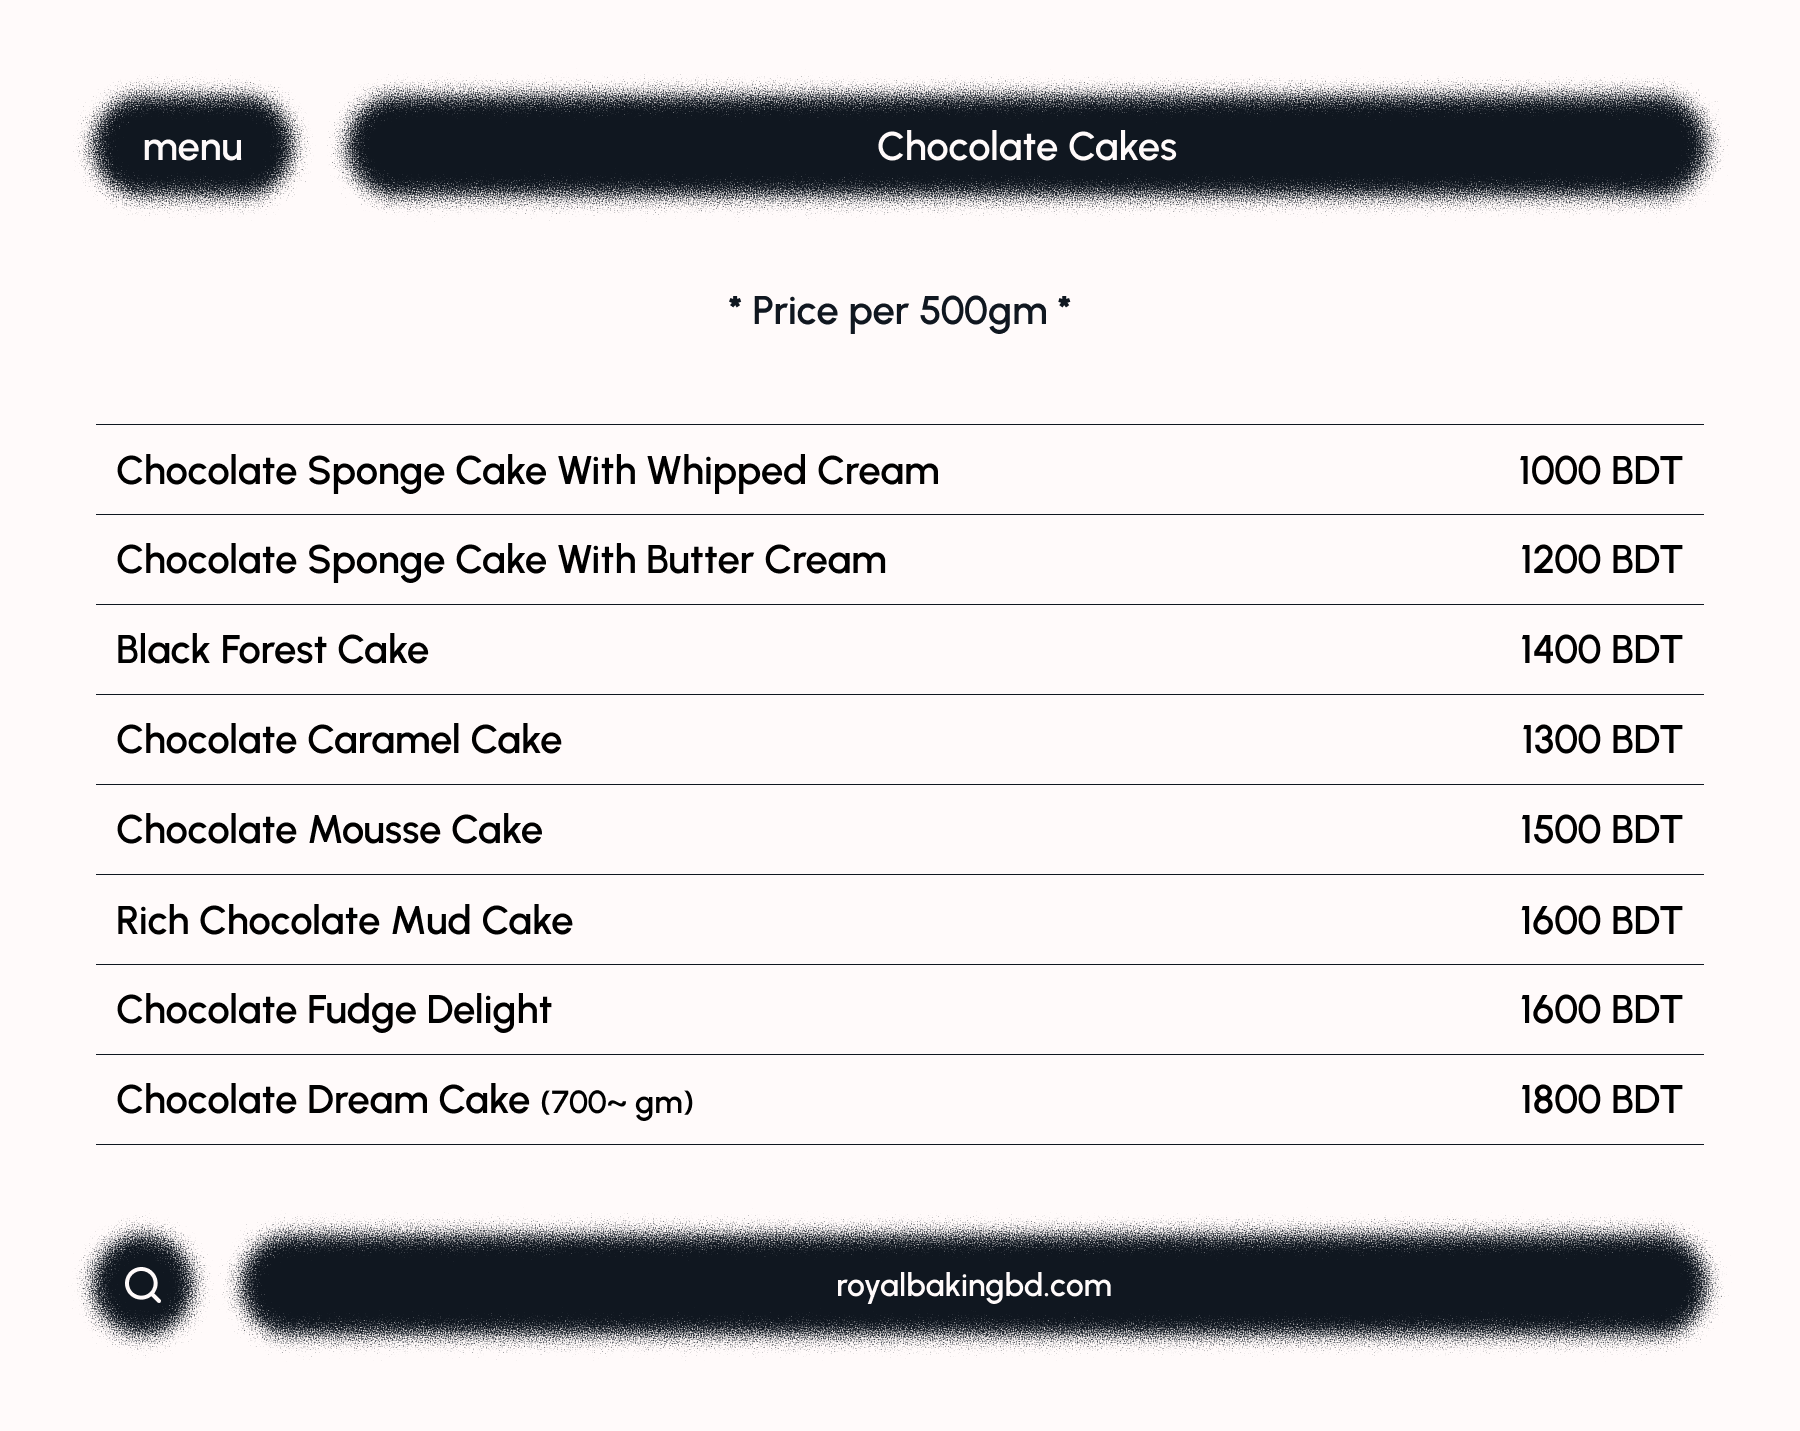 menu
Chocolate Cakes
* Price per 500gm *
Chocolate Sponge Cake With Whipped Cream 1000 BDT
Chocolate Sponge Cake With Butter Cream 1200 BDT
Black Forest Cake 1400 BDT
Chocolate Caramel Cake 1300 BDT
Chocolate Mousse Cake 1500 BDT
Rich Chocolate Mud Cake 1600 BDT
Chocolate Fudge Delight 1600 BDT
Chocolate Dream Cake (700~ gm) 1800 BDT
royalbakingbd.com